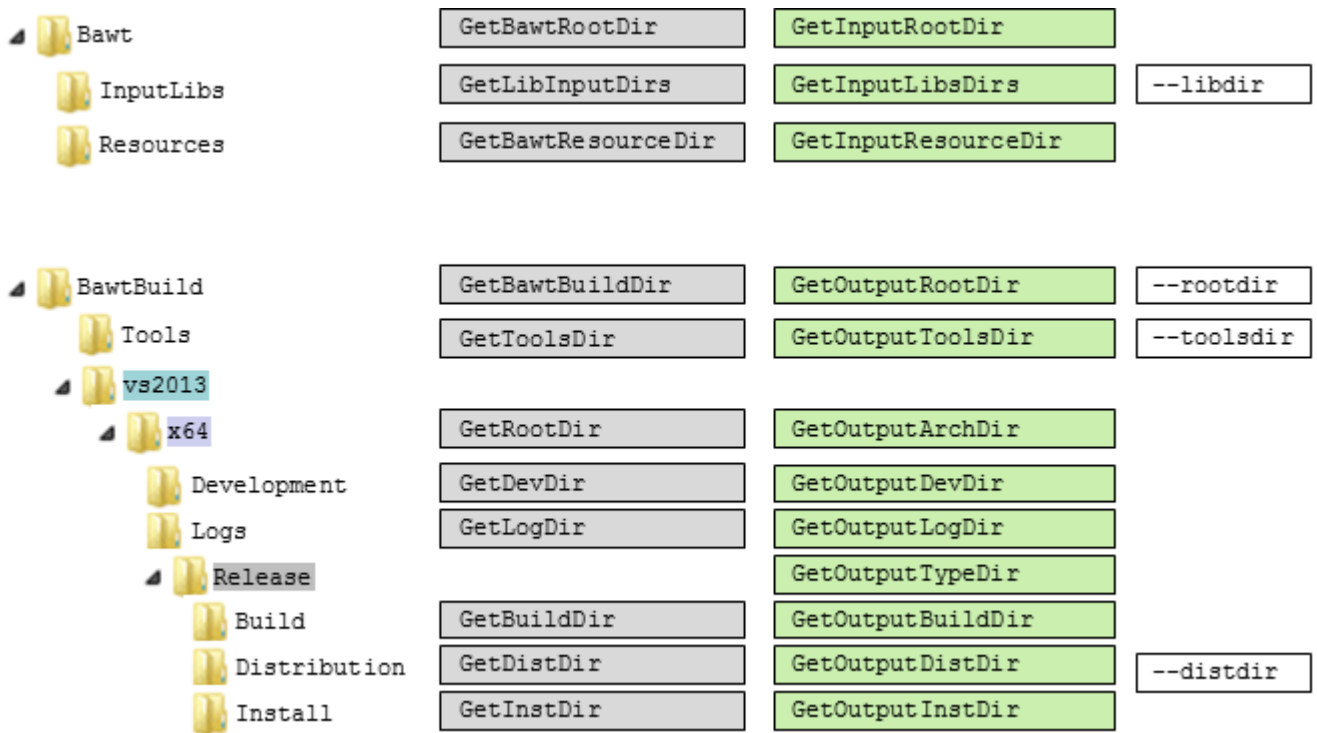 Bawt GetBawtRootDir GetInputRootDir
InputLibs GetLibInputDirs GetInputLibsDirs --libdir
Resources GetBawtResourceDir GetInputResourceDir
BawtBuild GetBawtBuildDir GetOutputRootDir --rootdir
Tools GetToolsDir GetOutputToolsDir --toolsdir
vs2013
x64 GetRootDir GetOutputArchDir
Development GetDevDir GetOutputDevDir
Logs GetLogDir GetOutputLogDir
Release GetOutputTypeDir
Build GetBuildDir GetOutputBuildDir
Distribution GetDistDir GetOutputDistDir --distdir
Install GetInstDir GetOutputInstDir